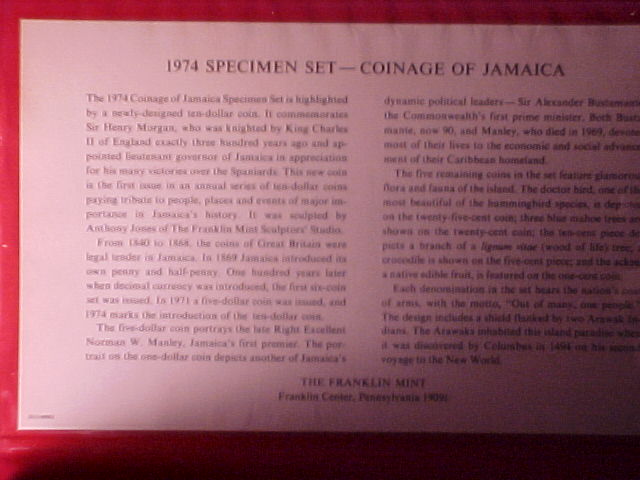 1974 SPECIMEN SET — COINAGE OF JAMAICA
The 1974 Coinage of Jamaica Specimen Set is highlighted
by a newly-designed ten-dollar coin. It commemorates
Sir Henry Morgan, who was knighted by King Charles
II of England exactly three hundred years ago and ap-
pointed lieutenant governor of Jamaica in appreciation
for his many victories over the Spaniards. This new coin
is the first issue in an annual series of ten-dollar coins
paying tribute to people, places and events of major im-
portance in Jamaica's history. It was sculpted by
Anthony Jones of The Franklin Mint Sculptors' Studio.
From 1840 to 1868, the coins of Great Britain were
legal tender in Jamaica. In 1869 Jamaica introduced its
own penny and half-penny. One hundred years later
when decimal currency was introduced, the first six-coin
set was issued. In 1971 a five-dollar coin was issued, and
1974 marks the introduction of the ten-dollar coin.
The five-dollar coin portrays the late Right Excellent
Norman W. Manley, Jamaica's first premier. The por-
trait on the one-dollar coin depicts another of Jamaica's
dynamic political leaders — Sir Alexander Bustamant
the Commonwealth's first prime minister. Both Busta
mante, now 90, and Manley, who died in 1969, devote
most of their lives to the economic and social advance
ment of their Caribbean homeland.
The five remaining coins in the set feature glamorou
flora and fauna of the island. The doctor bird, one of th
most beautiful of the hummingbird species, is depicte
on the twenty-five-cent coin; three blue mahoe trees ar
shown on the twenty-cent coin; the ten-cent piece de
picts a branch of a lignum vitae (wood of life) tree;
crocodile is shown on the five-cent piece; and the ackee
a native edible fruit, is featured on the one-cent coin.
Each denomination in the set bears the nation's coat
of arms, with the motto, "Out of many, one people"
The design includes a shield flanked by two Arawak In-
dians. The Arawaks inhabited this island paradise when
it was discovered by Columbus in 1494 on his second
voyage to the New World.
THE FRANKLIN MINT
Franklin Center, Pennsylvania 19091